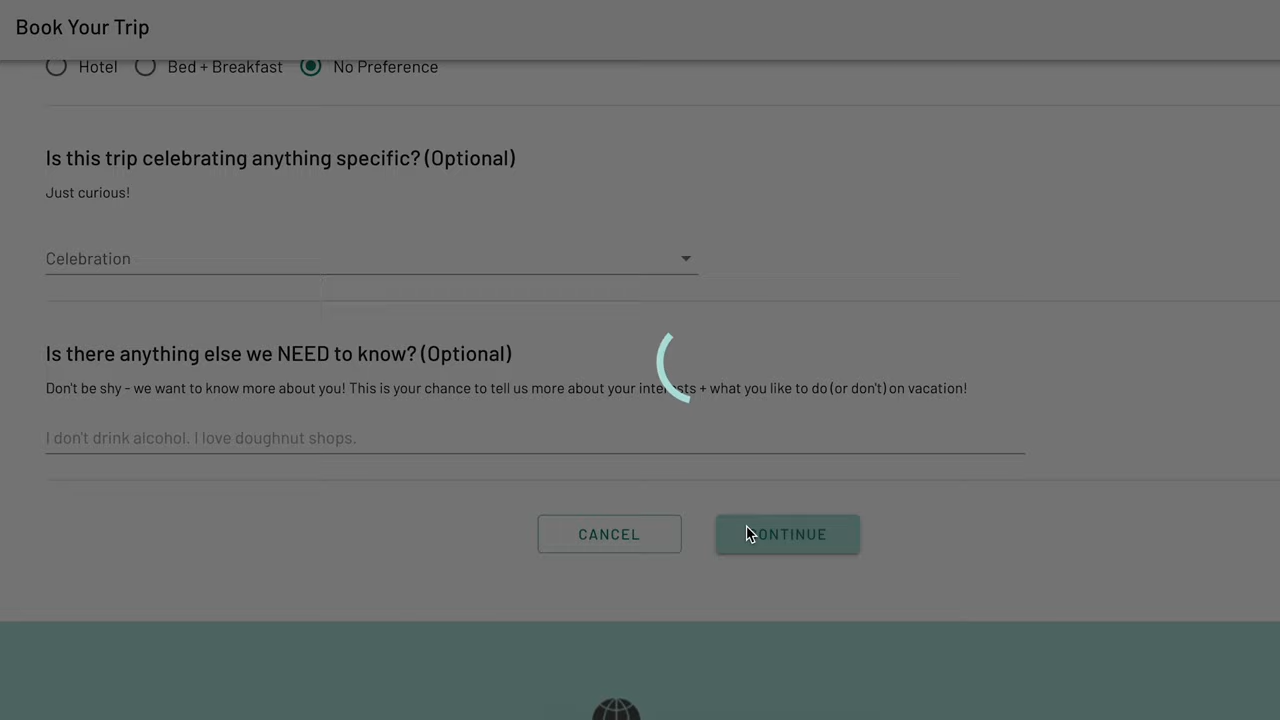 Book Your Trip
Hotel Bed + Breakfast No Preference
Is this trip celebrating anything specific? (Optional)
Just curious!
Celebration
Is there anything else we NEED to know? (Optional)
Don't be shy - we want to know more about you! This is your chance to tell us more about your interests + what you like to do (or don't) on vacation!
I don't drink alcohol. I love doughnut shops.
CANCEL CONTINUE